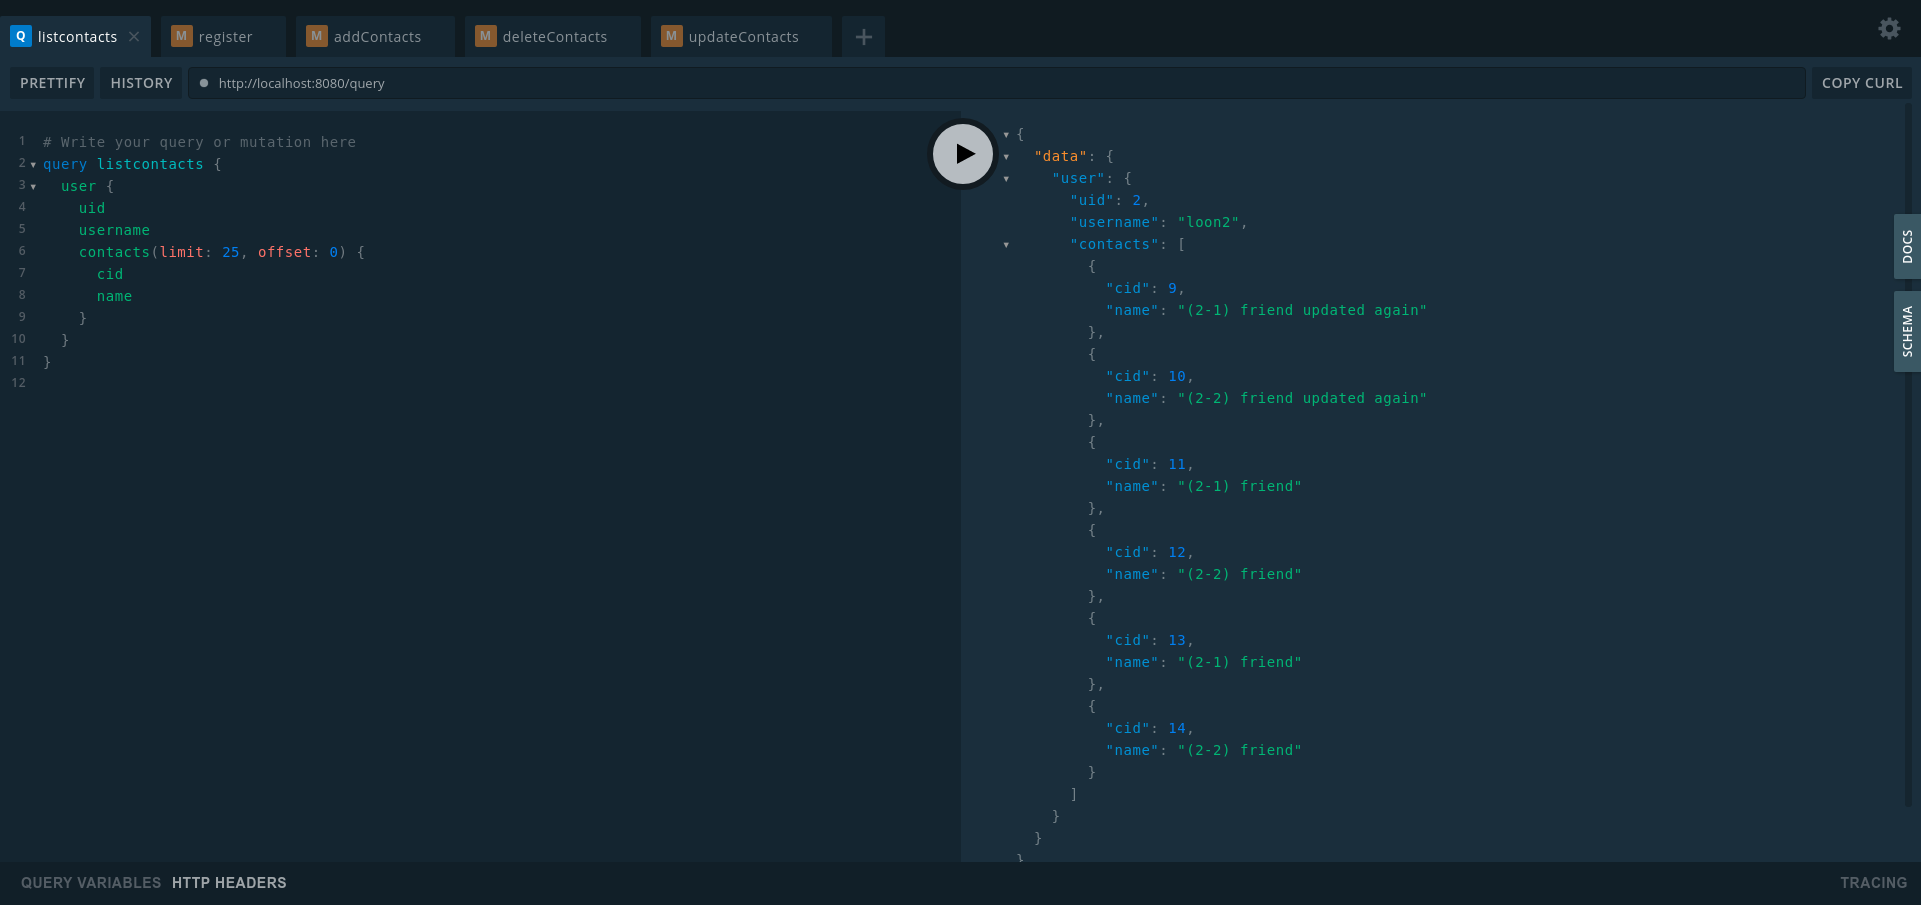 Q listcontacts ×
M register
M addContacts
M deleteContacts
M updateContacts
+
PRETTIFY HISTORY http://localhost:8080/query COPY CURL
1 # Write your query or mutation here
2 query listcontacts {
3 user {
4 uid
5 username
6 contacts(limit: 25, offset: 0) {
7 cid
8 name
9 }
10 }
11 }
12
{
"data": {
"user": {
"uid": 2,
"username": "loon2",
"contacts": [
{
"cid": 9,
"name": "(2-1) friend updated again"
},
{
"cid": 10,
"name": "(2-2) friend updated again"
},
{
"cid": 11,
"name": "(2-1) friend"
},
{
"cid": 12,
"name": "(2-2) friend"
},
{
"cid": 13,
"name": "(2-1) friend"
},
{
"cid": 14,
"name": "(2-2) friend"
}
]
}
}
}
DOCS
SCHEMA
QUERY VARIABLES HTTP HEADERS TRACING